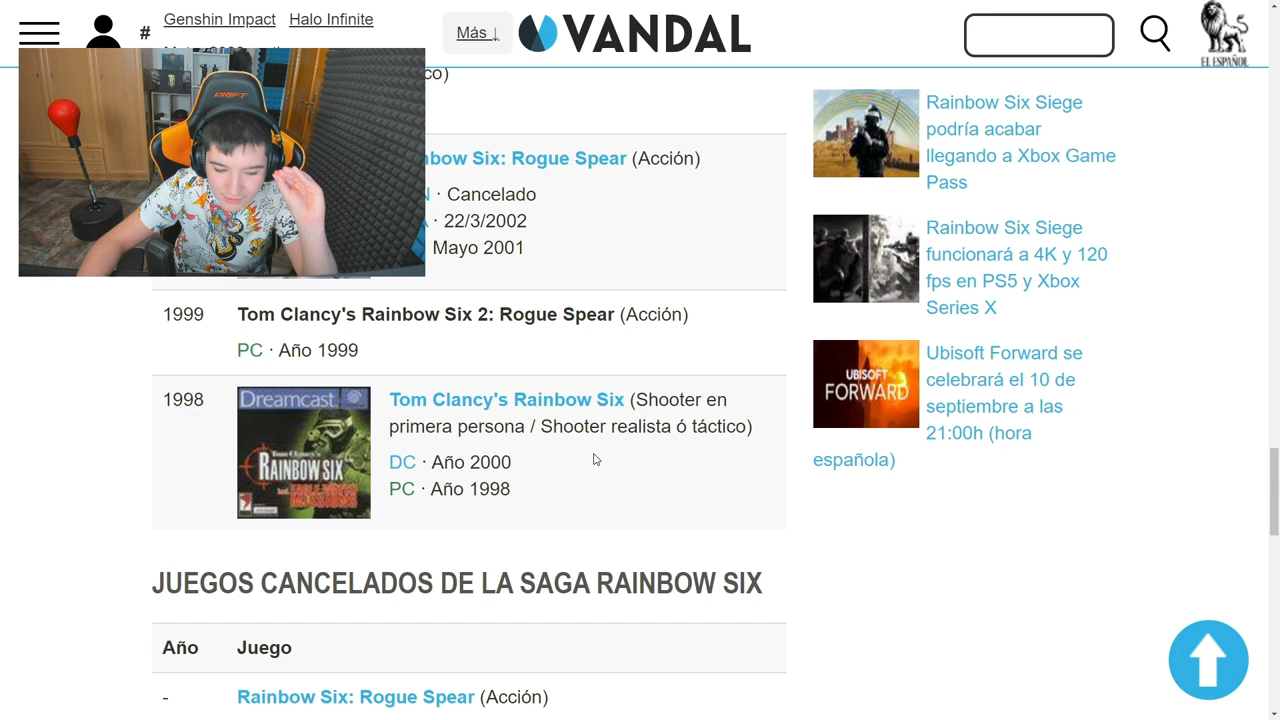 # Genshin Impact Halo Infinite
Más ↓
VANDAL
EL ESPAÑOL
co)
DRIFT
bow Six: Rogue Spear (Acción)
N · Cancelado
A · 22/3/2002
Mayo 2001
1999 Tom Clancy's Rainbow Six 2: Rogue Spear (Acción)
PC · Año 1999
1998
Dreamcast
Tom Clancy's
RAINBOW SIX
Tom Clancy's Rainbow Six (Shooter en
primera persona / Shooter realista ó táctico)
DC · Año 2000
PC · Año 1998
JUEGOS CANCELADOS DE LA SAGA RAINBOW SIX
Año Juego
- Rainbow Six: Rogue Spear (Acción)
Rainbow Six Siege
podría acabar
llegando a Xbox Game
Pass
Rainbow Six Siege
funcionará a 4K y 120
fps en PS5 y Xbox
Series X
UBISOFT
FORWARD
Ubisoft Forward se
celebrará el 10 de
septiembre a las
21:00h (hora
española)